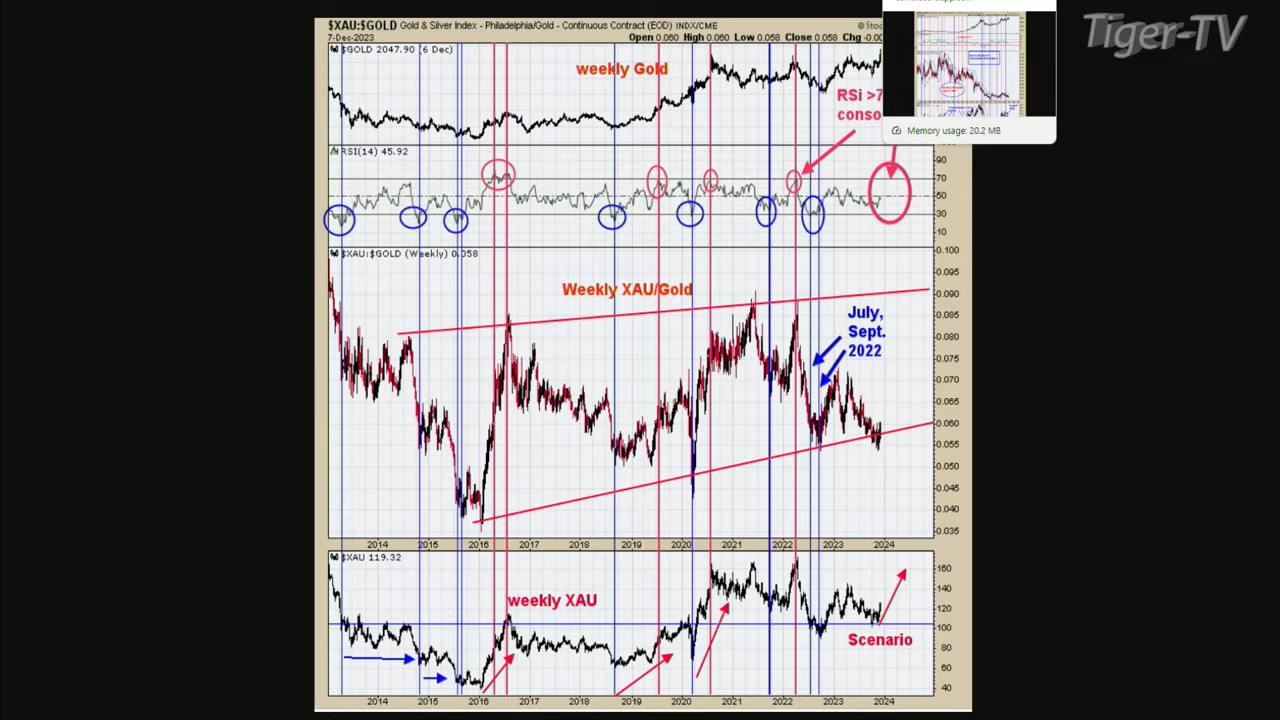 Tiger-TV
$XAU:$GOLD Gold & Silver Index - Philadelphia/Gold - Continuous Contract (EOD) INDX/CME
7-Dec-2023
Open 0.060 High 0.060 Low 0.058 Close 0.058 Chg
$GOLD 2047.90 (6 Dec)
weekly Gold
RSi >7
conso
Memory usage: 20.2 MB
RSI(14) 45.92
90
70
50
30
10
$XAU:$GOLD (Weekly) 0.058
0.100
0.095
0.090
0.085
0.080
0.075
0.070
0.065
0.060
0.055
0.050
0.045
0.040
0.035
Weekly XAU/Gold
July,
Sept.
2022
2014 2015 2016 2017 2018 2019 2020 2021 2022 2023 2024
$XAU 119.32
160
140
120
100
80
60
40
weekly XAU
Scenario
2014 2015 2016 2017 2018 2019 2020 2021 2022 2023 2024